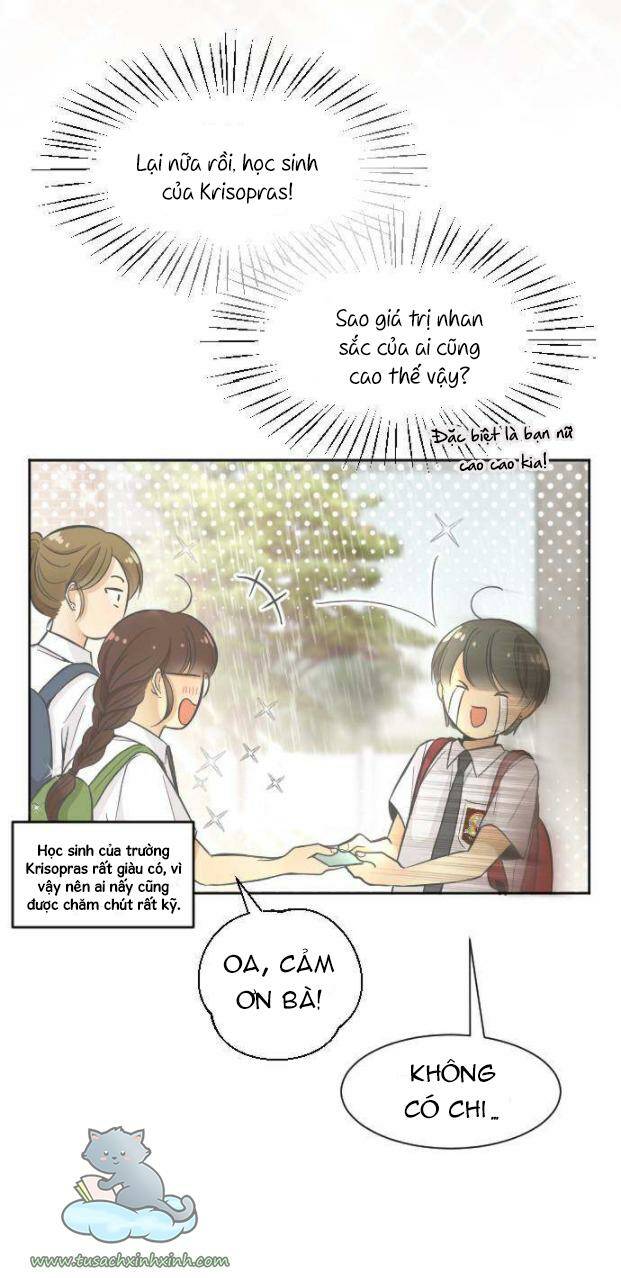 Lại nữa rồi, học sinh
của Krisopras!
Sao giá trị nhan
sắc của ai cũng
cao thế vậy?
Đặc biệt là bạn nữ
cao cao kia!
Học sinh của trường
Krisopras rất giàu có, vì
vậy nên ai nấy cũng
được chăm chút rất kỹ.
OA, CẢM
ƠN BÀ!
KHÔNG
CÓ CHI...
www.tusachxinhxinh.com